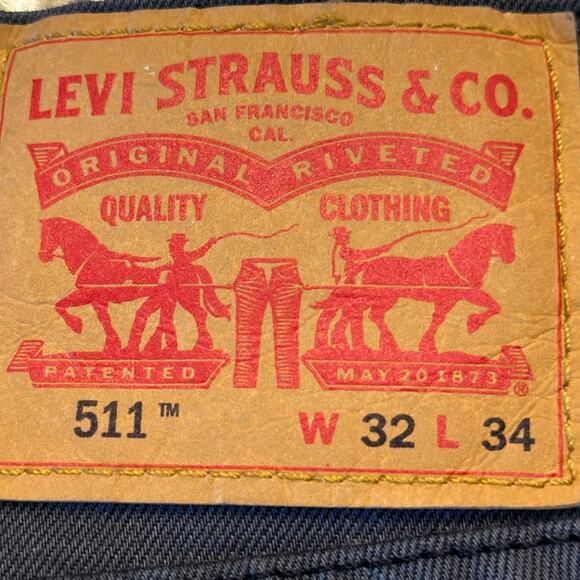 LEVI STRAUSS & CO.
SAN FRANCISCO
CAL.
ORIGINAL RIVETED
QUALITY CLOTHING
PATENTED MAY 20 1873 ®
511™ W 32 L 34